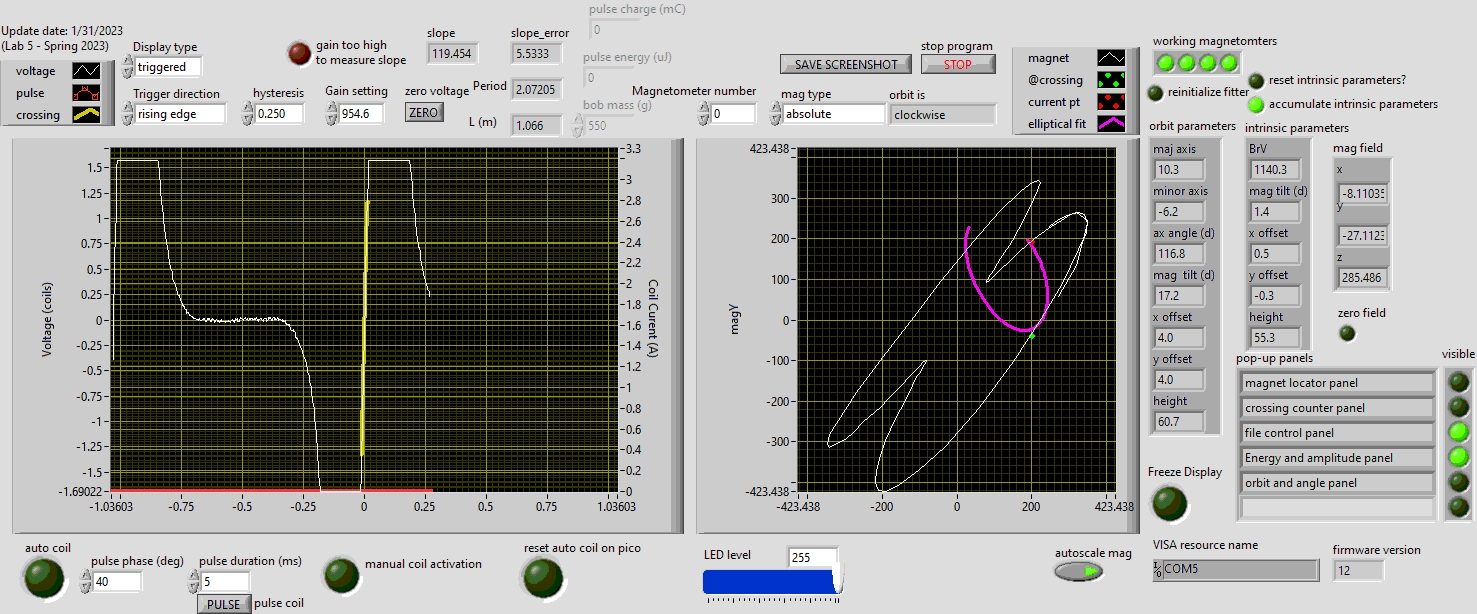 Update date: 1/31/2023
(Lab 5 - Spring 2023)
voltage
pulse
crossing
Display type
triggered
Trigger direction
rising edge
gain too high
to measure slope
hysteresis
0.250
Gain setting
954.6
zero voltage
ZERO
slope
119.454
slope_error
5.5333
Period
2.07205
L (m)
1.066
pulse charge (mC)
0
pulse energy (uJ)
0
bob mass (g)
550
Magnetometer number
0
SAVE SCREENSHOT
stop program
STOP
mag type
absolute
orbit is
clockwise
magnet
@crossing
current pt
elliptical fit
working magnetomters
reinitialize fitter
reset intrinsic parameters?
accumulate intrinsic parameters
orbit parameters
maj axis
10.3
minor axis
-6.2
ax angle (d)
116.8
mag tilt (d)
17.2
x offset
4.0
y offset
4.0
height
60.7
intrinsic parameters
BrV
1140.3
mag tilt (d)
1.4
x offset
0.5
y offset
-0.3
height
55.3
mag field
x
-8.11035
y
-27.1123
z
285.486
zero field
pop-up panels
visible
magnet locator panel
crossing counter panel
file control panel
Energy and amplitude panel
orbit and angle panel
Freeze Display
Voltage (coils)
1.5
1.25
1
0.75
0.5
0.25
0
-0.25
-0.5
-0.75
-1
-1.25
-1.5
-1.69022
-1.03603
-0.75
-0.5
-0.25
0
0.25
0.5
0.75
1.03603
3.3
3
2.8
2.6
2.4
2.2
2
1.8
1.6
1.4
1.2
1
0.8
0.6
0.4
0.2
0
Coil Curent (A)
magy
423.438
300
200
100
0
-100
-200
-300
-423.438
-423.438
-200
0
200
423.438
auto coil
pulse phase (deg)
40
pulse duration (ms)
5
PULSE
pulse coil
manual coil activation
reset auto coil on pico
LED level
255
autoscale mag
VISA resource name
COM5
firmware version
12